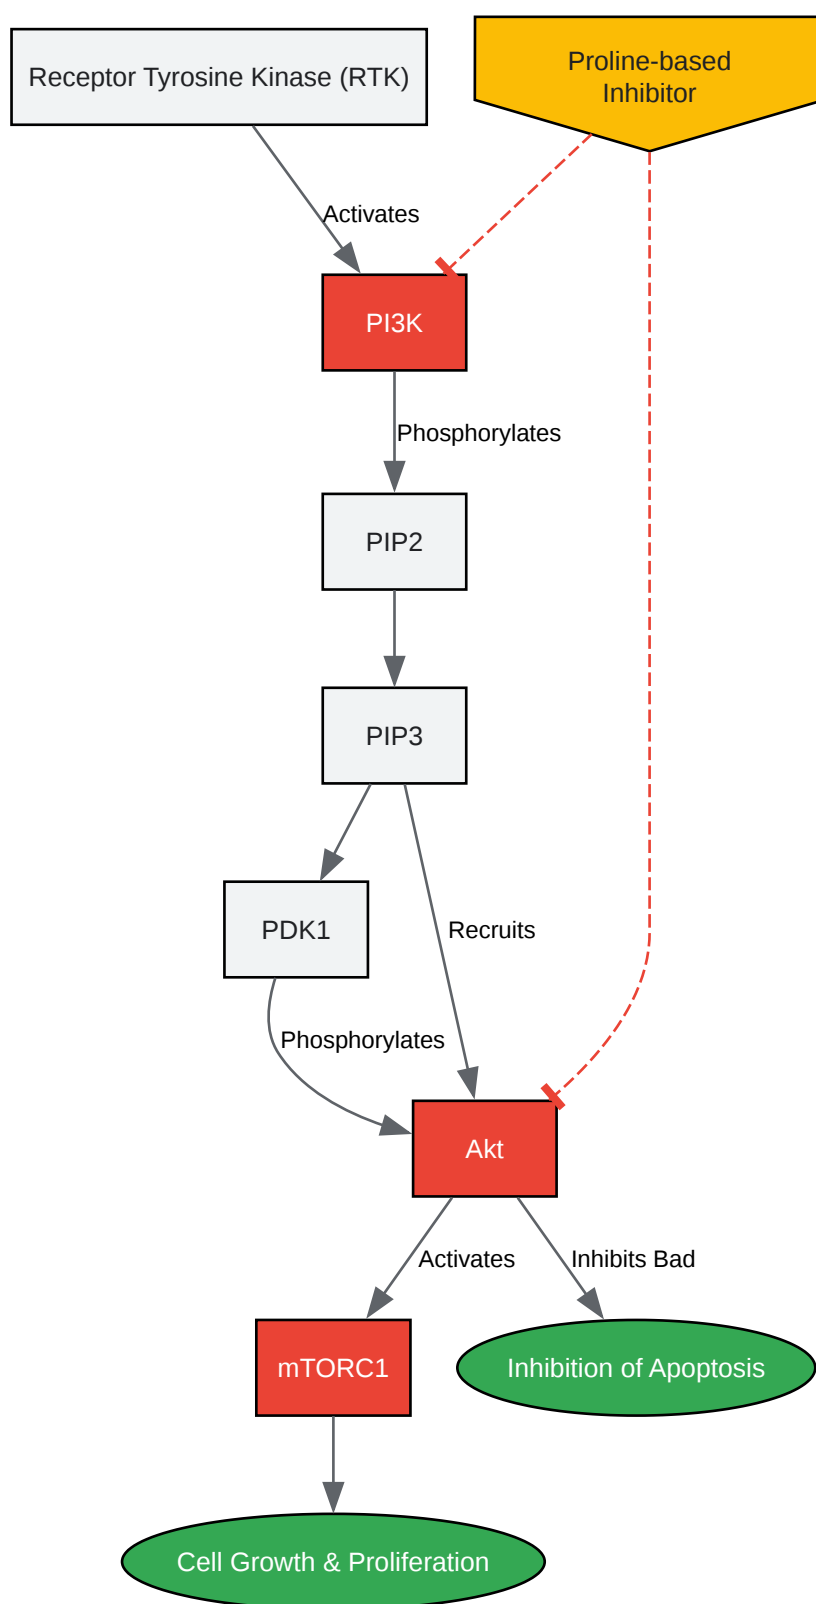 Receptor Tyrosine Kinase (RTK)
Proline-based
Inhibitor
Activates
PI3K
Phosphorylates
PIP2
PIP3
PDK1
Recruits
Phosphorylates
Akt
Activates
Inhibits Bad
mTORC1
Inhibition of Apoptosis
Cell Growth & Proliferation